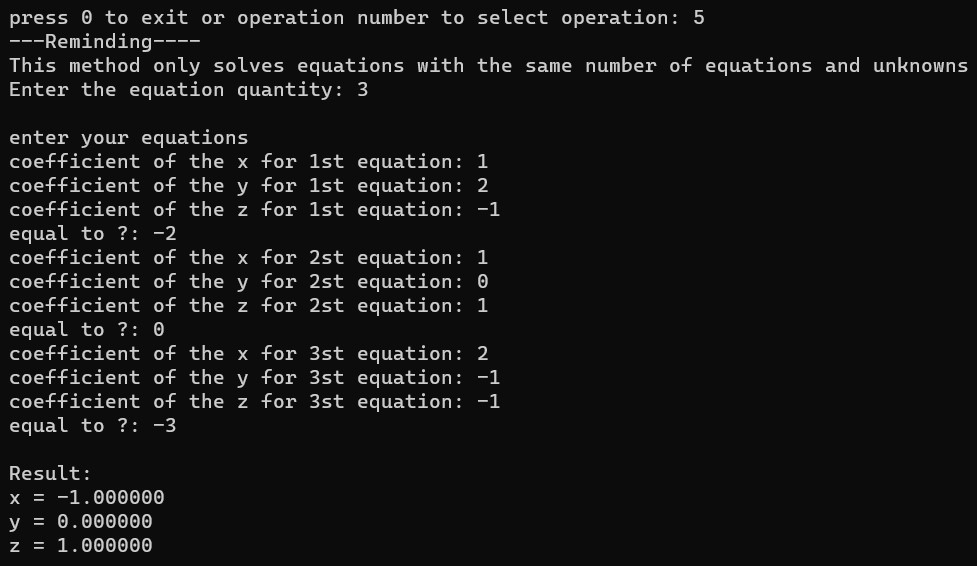 press 0 to exit or operation number to select operation: 5
---Reminding----
This method only solves equations with the same number of equations and unknowns
Enter the equation quantity: 3

enter your equations
coefficient of the x for 1st equation: 1
coefficient of the y for 1st equation: 2
coefficient of the z for 1st equation: -1
equal to ?: -2
coefficient of the x for 2st equation: 1
coefficient of the y for 2st equation: 0
coefficient of the z for 2st equation: 1
equal to ?: 0
coefficient of the x for 3st equation: 2
coefficient of the y for 3st equation: -1
coefficient of the z for 3st equation: -1
equal to ?: -3

Result:
x = -1.000000
y = 0.000000
z = 1.000000